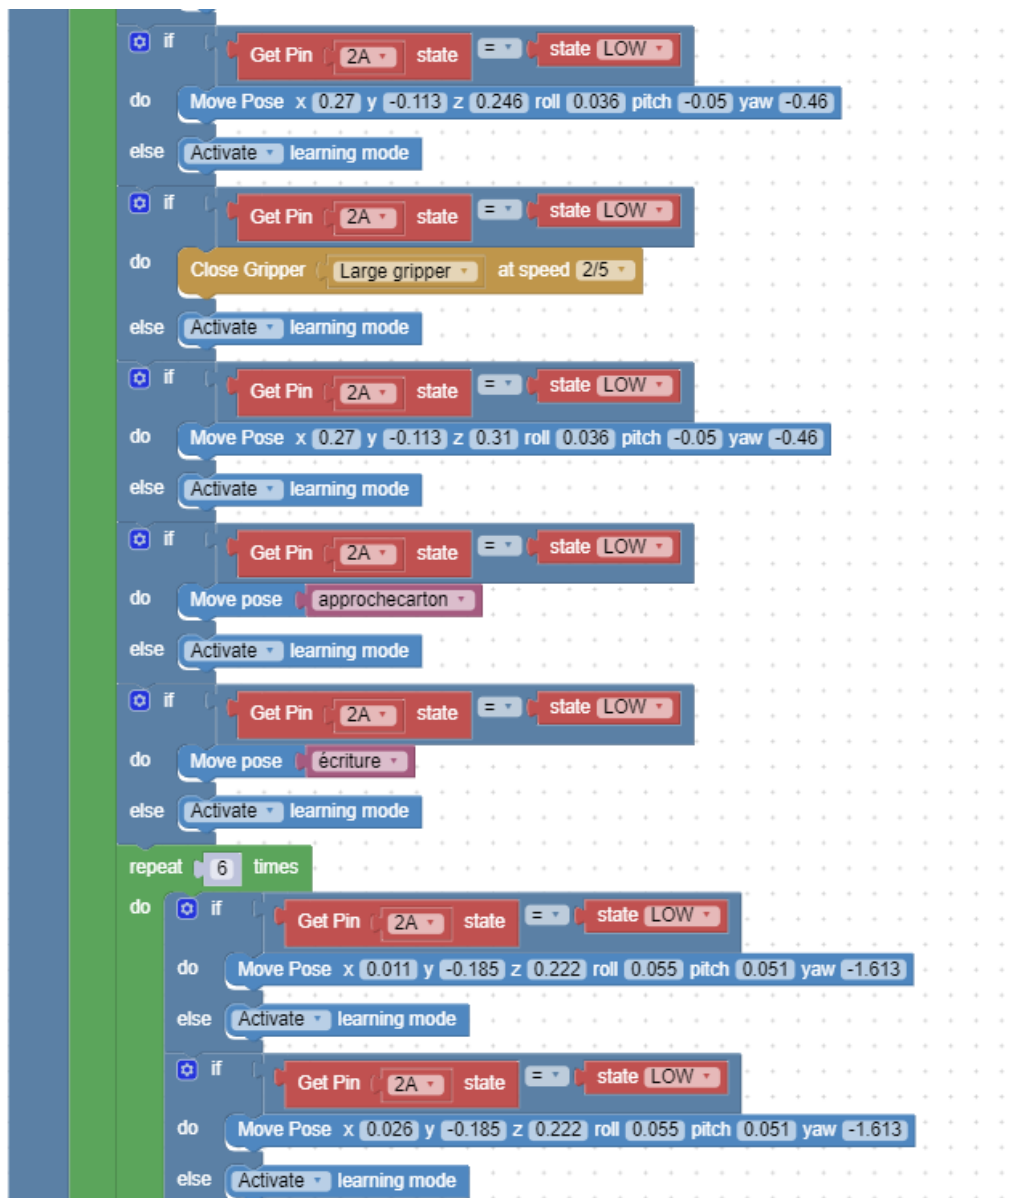 if Get Pin 2A state = state LOW
do Move Pose x 0.27 y -0.113 z 0.246 roll 0.036 pitch -0.05 yaw -0.46
else Activate learning mode
if Get Pin 2A state = state LOW
do Close Gripper Large gripper at speed 2/5
else Activate learning mode
if Get Pin 2A state = state LOW
do Move Pose x 0.27 y -0.113 z 0.31 roll 0.036 pitch -0.05 yaw -0.46
else Activate learning mode
if Get Pin 2A state = state LOW
do Move pose approchecarton
else Activate learning mode
if Get Pin 2A state = state LOW
do Move pose écriture
else Activate learning mode
repeat 6 times
do if Get Pin 2A state = state LOW
do Move Pose x 0.011 y -0.185 z 0.222 roll 0.055 pitch 0.051 yaw -1.613
else Activate learning mode
if Get Pin 2A state = state LOW
do Move Pose x 0.026 y -0.185 z 0.222 roll 0.055 pitch 0.051 yaw -1.613
else Activate learning mode